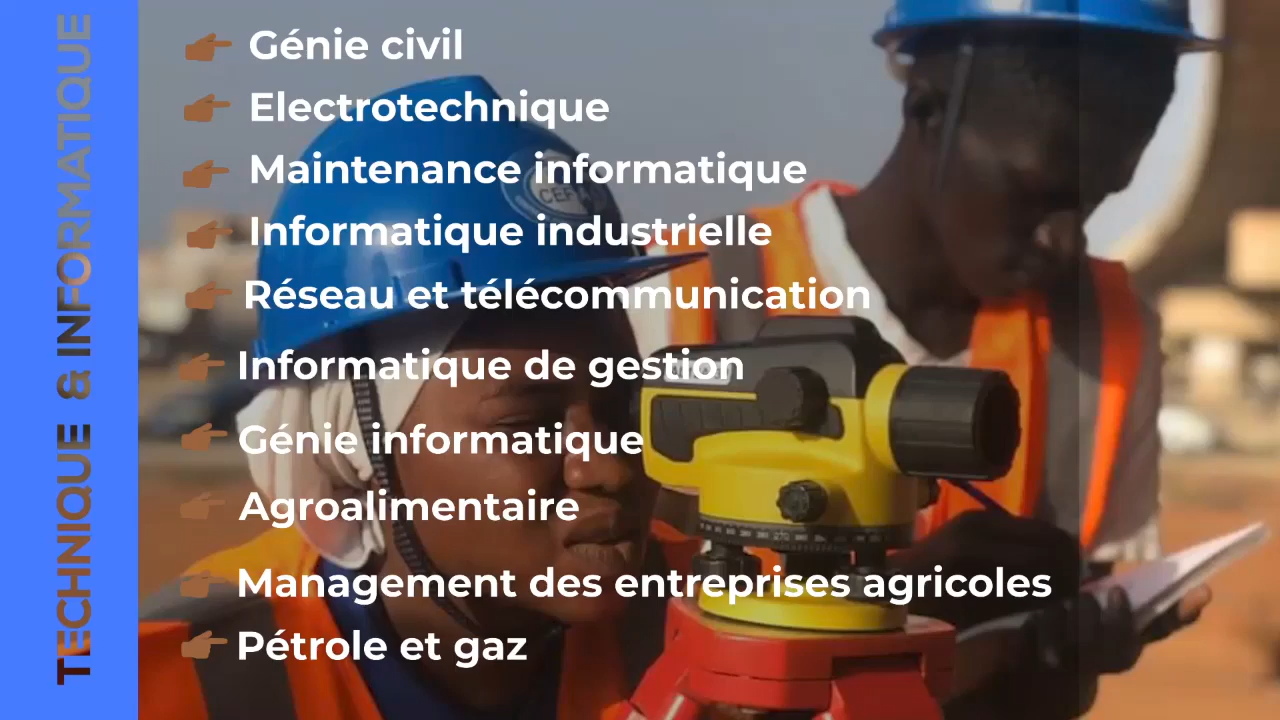 TECHNIQUE & INFORMATIQUE
Génie civil
Electrotechnique
Maintenance informatique
Informatique industrielle
Réseau et télécommunication
Informatique de gestion
Génie informatique
Agroalimentaire
Management des entreprises agricoles
Pétrole et gaz